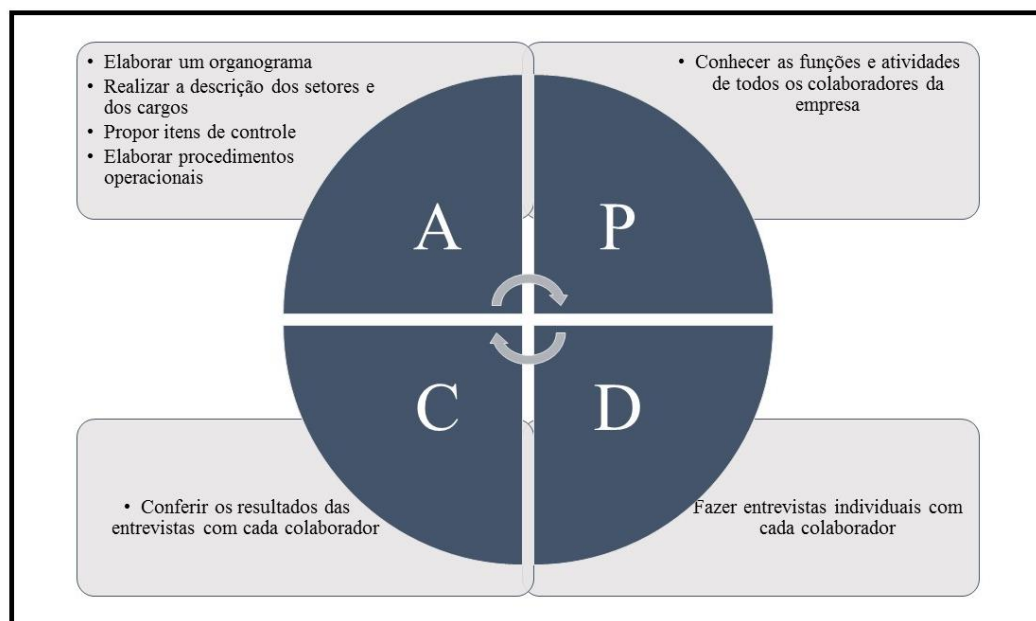 • Elaborar um organograma
• Realizar a descrição dos setores e
dos cargos
• Propor itens de controle
• Elaborar procedimentos
operacionais
• Conhecer as funções e atividades
de todos os colaboradores da
empresa
A
P
C
D
• Conferir os resultados das
entrevistas com cada colaborador
Fazer entrevistas individuais com
cada colaborador